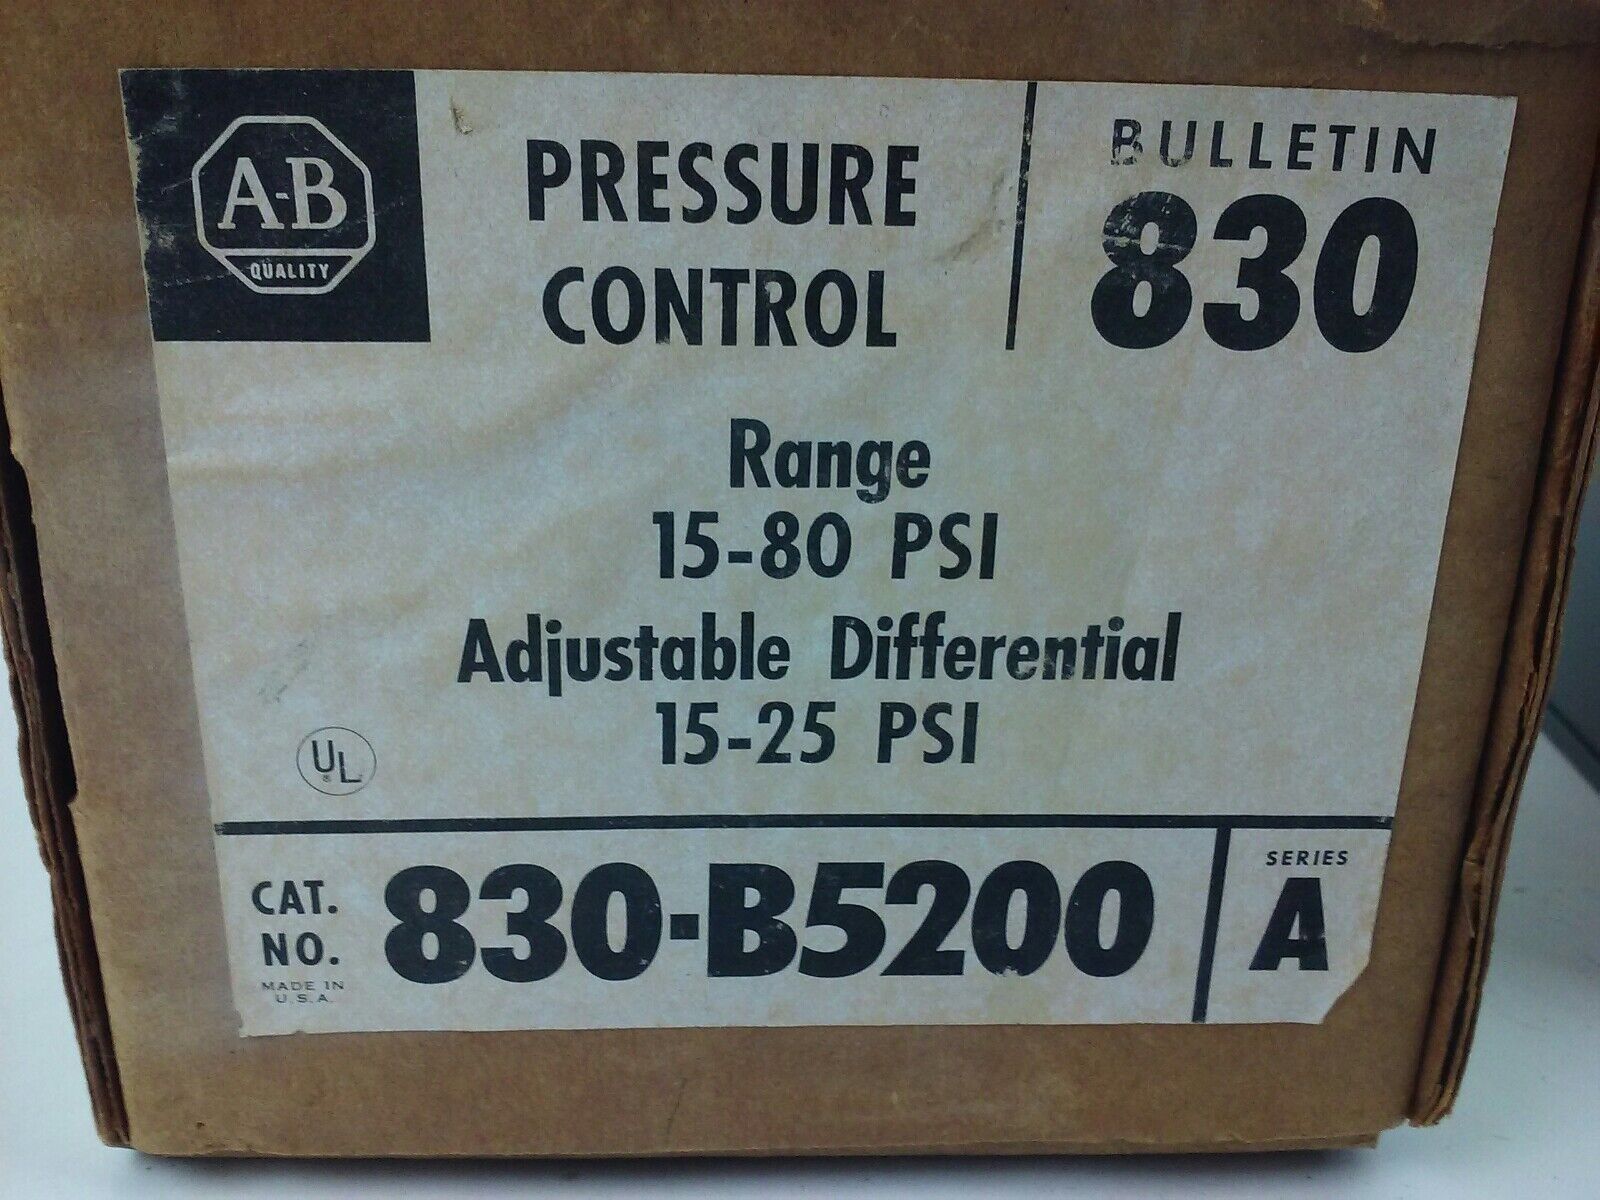 A-B
QUALITY
PRESSURE
CONTROL
BULLETIN
830
Range
15-80 PSI
Adjustable Differential
15-25 PSI
UL
®
CAT.
NO.
830-B5200
MADE IN
U.S.A.
SERIES
A